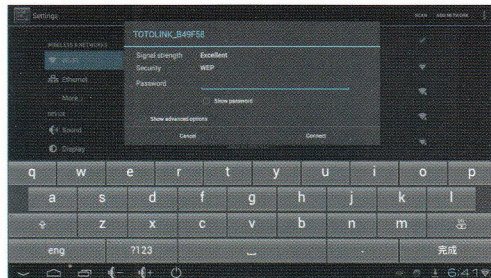 Settings
SCAN ADD NETWORK
TOTOLINK_B49F58
WIRELESS & NETWORKS
Signal strength Excellent
Wi-Fi
Security WEP
Ethernet
Password
More...
Show password
DEVICE
Show advanced options
Sound
Cancel Connect
Display
q w e r t y u i o p
a s d f g h j k l
z x c v b n m
eng ?123 . 完成
6:41